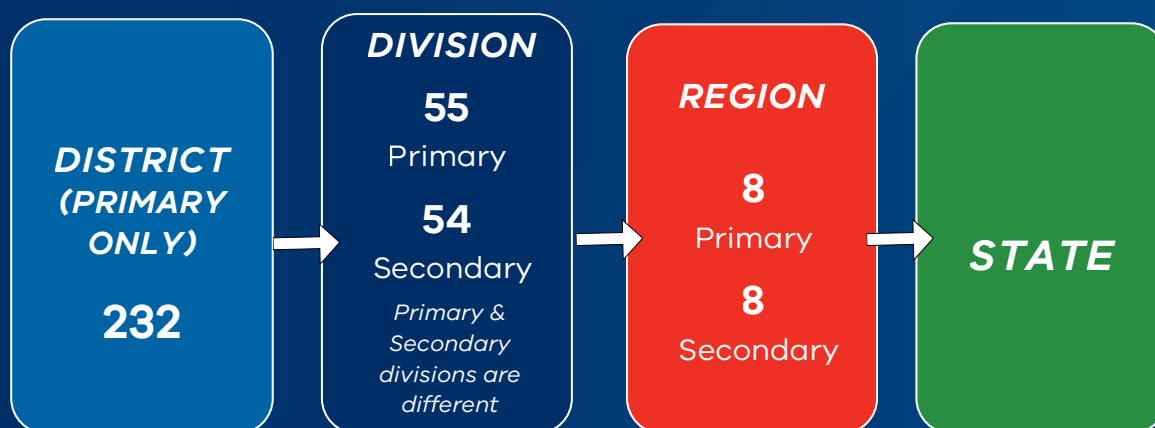 DISTRICT
(PRIMARY
ONLY)
232
DIVISION
55
Primary
54
Secondary
Primary &
Secondary
divisions are
different
REGION
8
Primary
8
Secondary
STATE